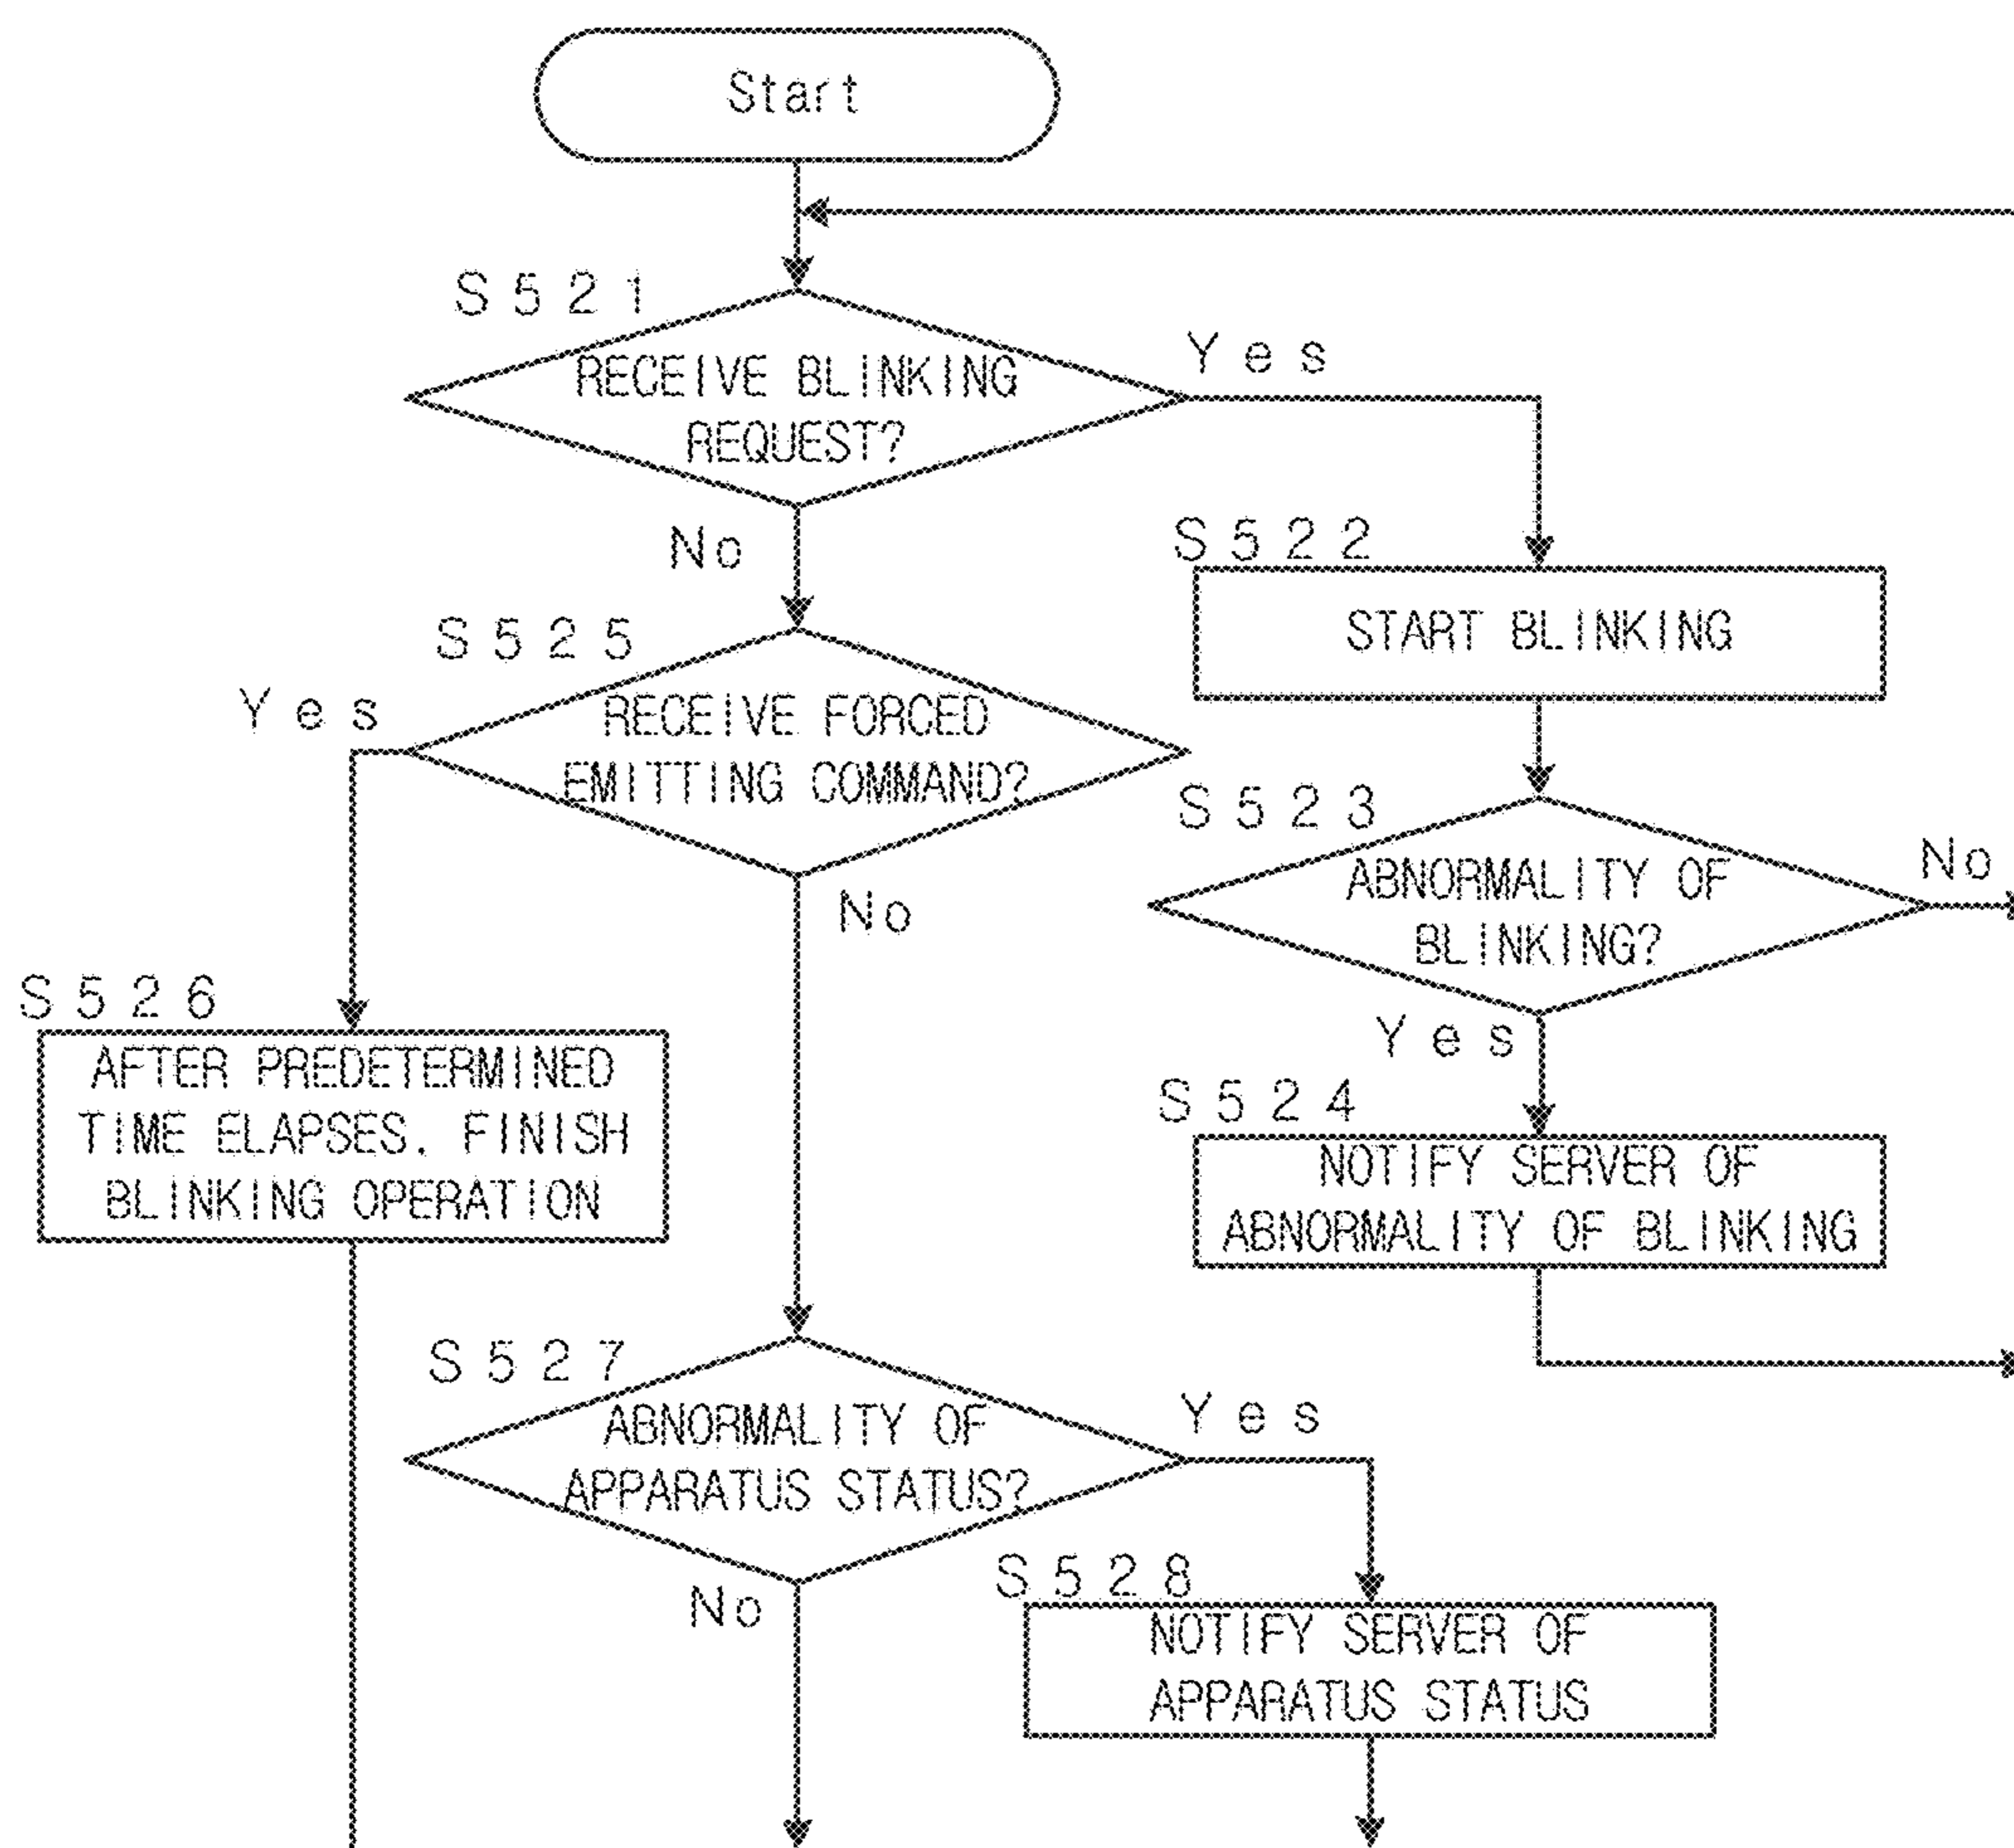 Start
S521
RECEIVE BLINKING
REQUEST?
Yes
No
S522
START BLINKING
S525
RECEIVE FORCED
EMITTING COMMAND?
Yes
No
S523
ABNORMALITY OF
BLINKING?
No
Yes
S526
AFTER PREDETERMINED
TIME ELAPSES, FINISH
BLINKING OPERATION
S524
NOTIFY SERVER OF
ABNORMALITY OF BLINKING
S527
ABNORMALITY OF
APPARATUS STATUS?
Yes
No
S528
NOTIFY SERVER OF
APPARATUS STATUS